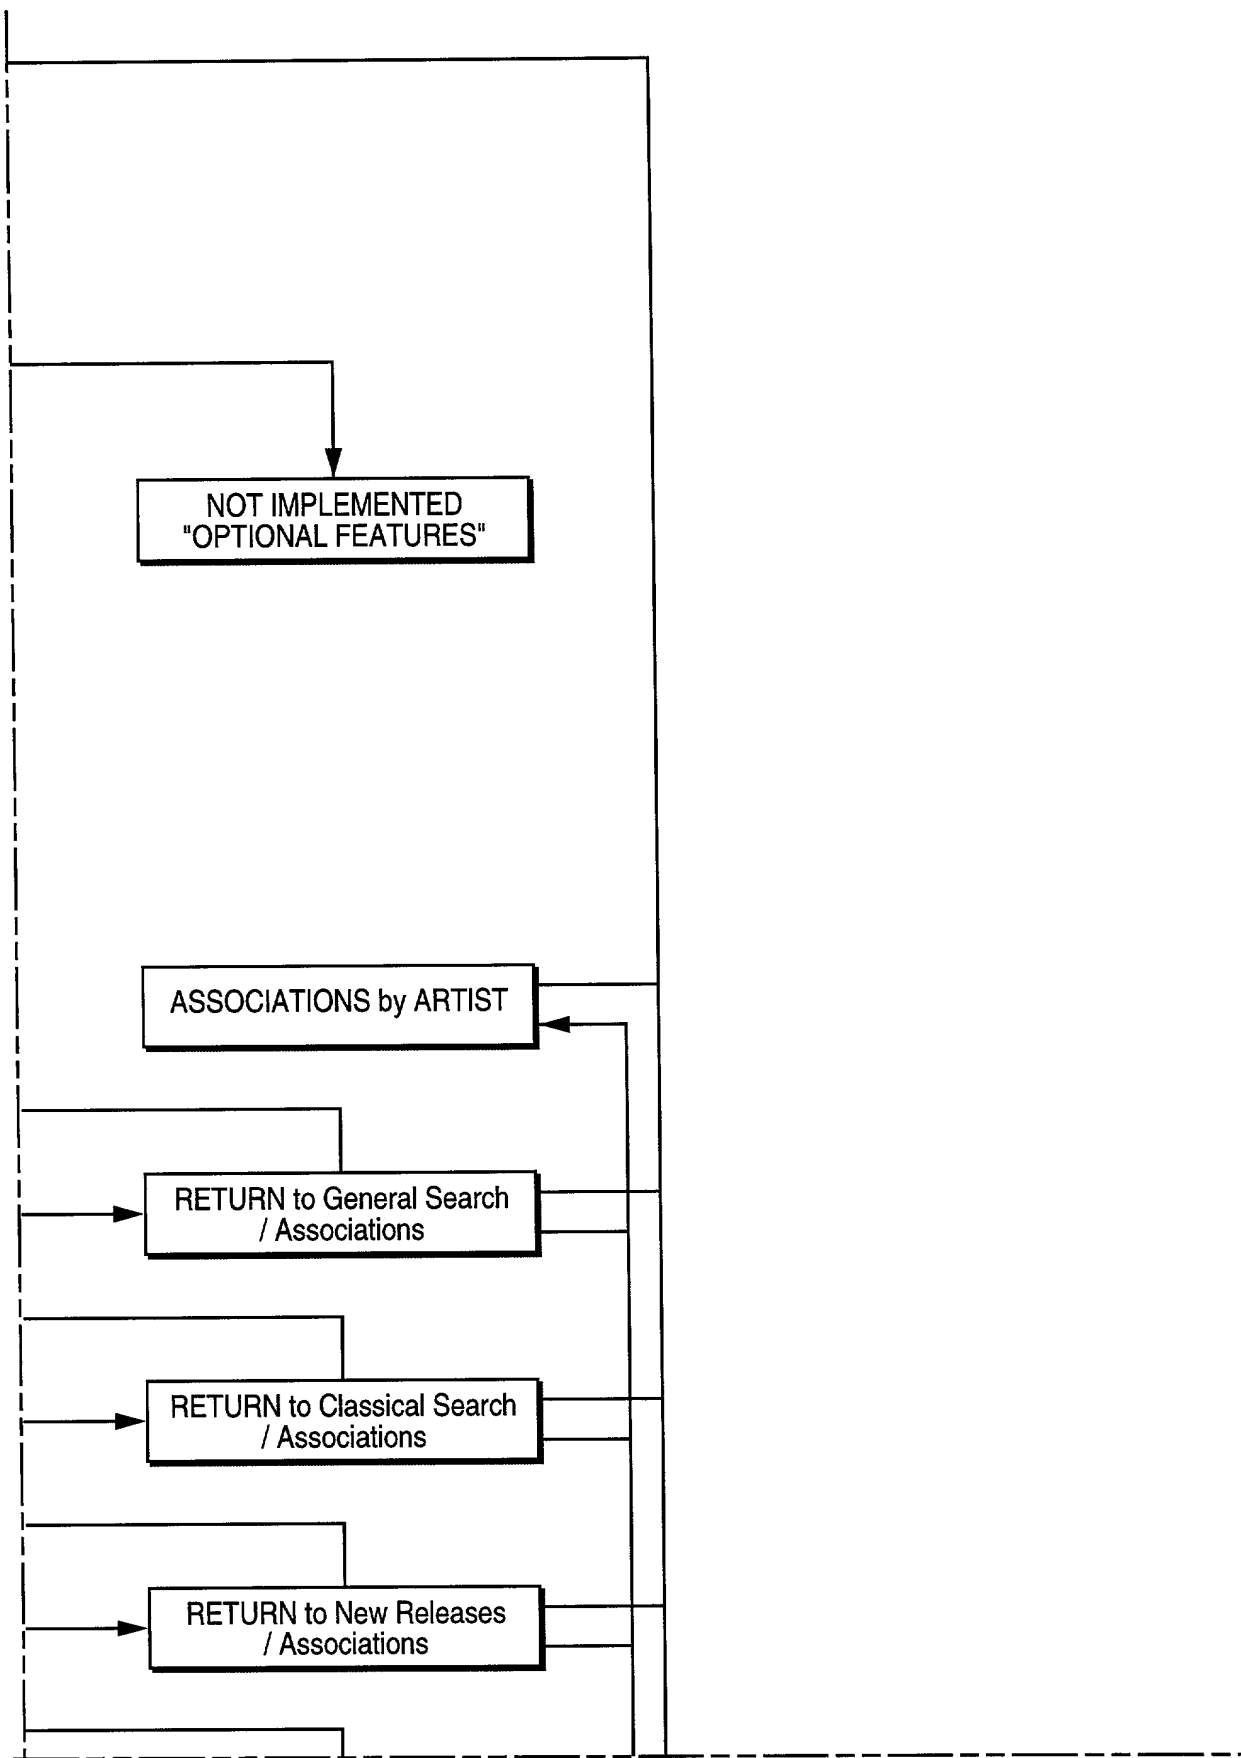 NOT IMPLEMENTED
"OPTIONAL FEATURES"
ASSOCIATIONS by ARTIST
RETURN to General Search
/ Associations
RETURN to Classical Search
/ Associations
RETURN to New Releases
/ Associations